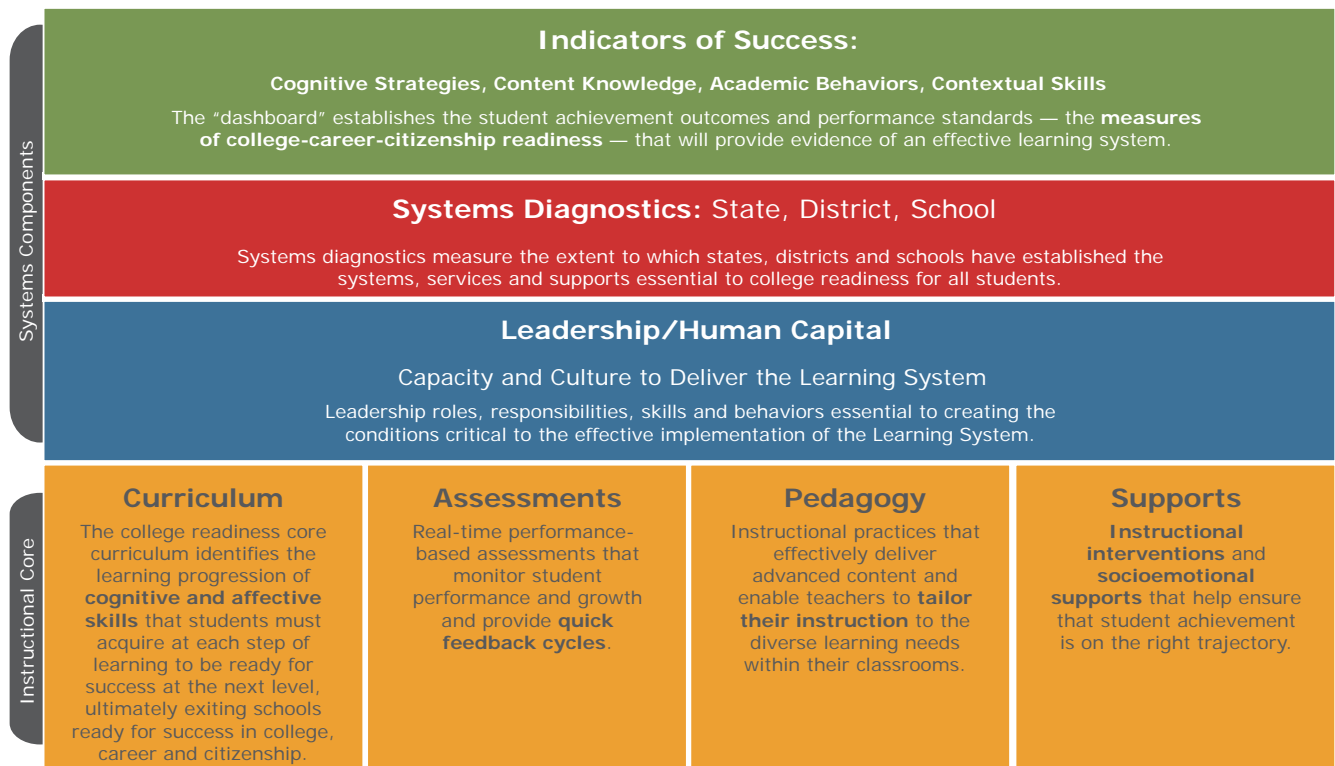 Systems Components
Indicators of Success:
Cognitive Strategies, Content Knowledge, Academic Behaviors, Contextual Skills
The “dashboard” establishes the student achievement outcomes and performance standards — the measures
of college-career-citizenship readiness — that will provide evidence of an effective learning system.
Systems Diagnostics: State, District, School
Systems diagnostics measure the extent to which states, districts and schools have established the
systems, services and supports essential to college readiness for all students.
Leadership/Human Capital
Capacity and Culture to Deliver the Learning System
Leadership roles, responsibilities, skills and behaviors essential to creating the
conditions critical to the effective implementation of the Learning System.
Instructional Core
Curriculum
The college readiness core
curriculum identifies the
learning progression of
cognitive and affective
skills that students must
acquire at each step of
learning to be ready for
success at the next level,
ultimately exiting schools
ready for success in college,
career and citizenship.
Assessments
Real-time performance-
based assessments that
monitor student
performance and growth
and provide quick
feedback cycles.
Pedagogy
Instructional practices that
effectively deliver
advanced content and
enable teachers to tailor
their instruction to the
diverse learning needs
within their classrooms.
Supports
Instructional
interventions and
socioemotional
supports that help ensure
that student achievement
is on the right trajectory.